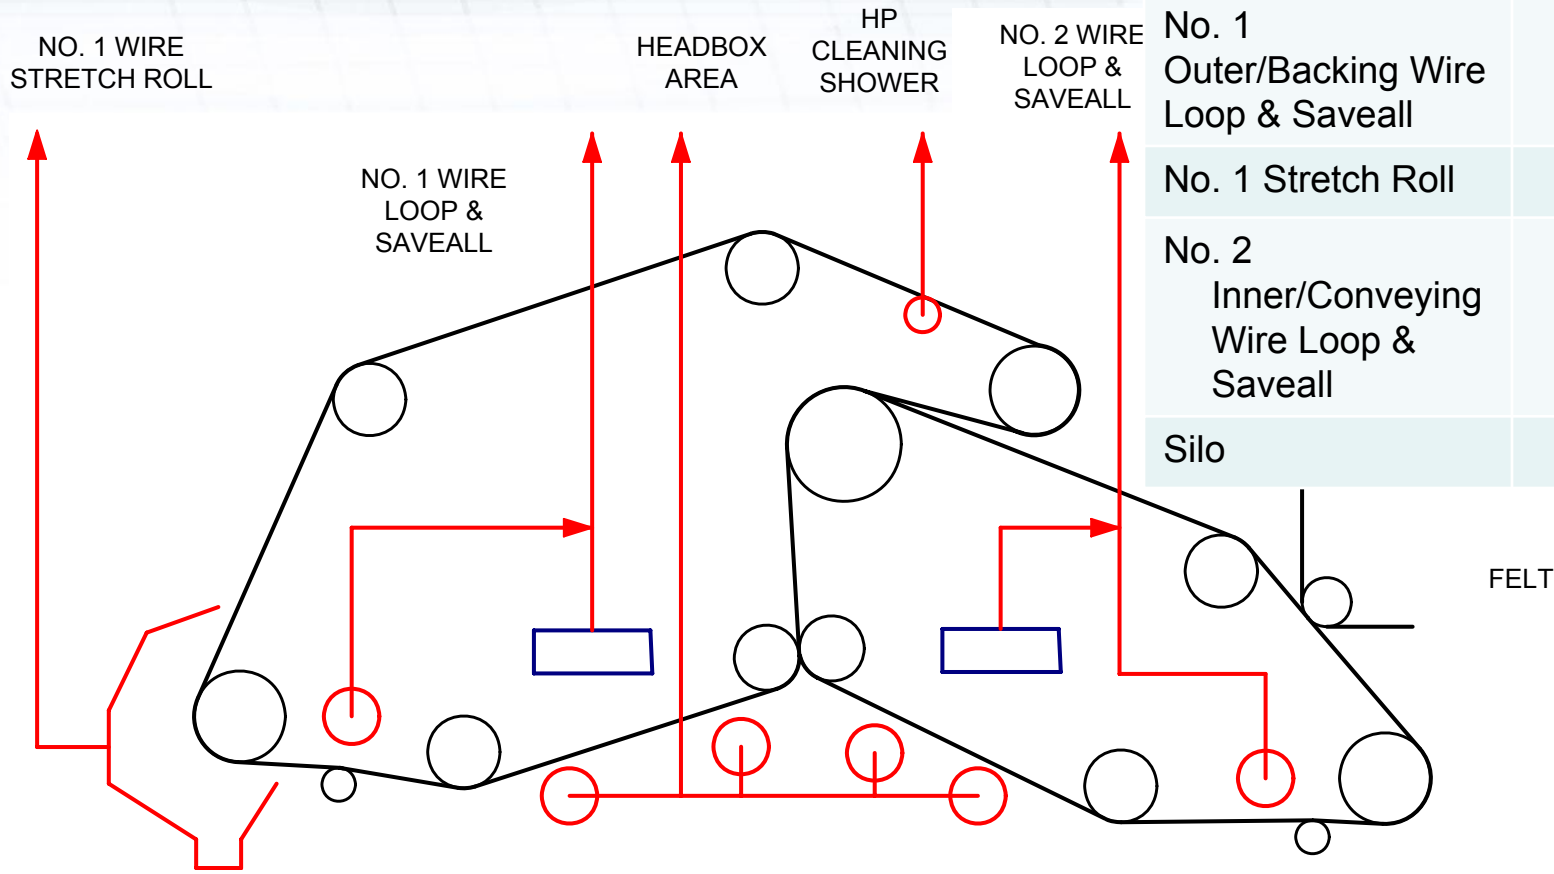 NO. 1 WIRE
STRETCH ROLL
HEADBOX
AREA
HP
CLEANING
SHOWER
NO. 2 WIRE
LOOP &
SAVEALL
NO. 1 WIRE
LOOP &
SAVEALL
No. 1
Outer/Backing Wire
Loop & Saveall
No. 1 Stretch Roll
No. 2
Inner/Conveying
Wire Loop &
Saveall
Silo
FELT